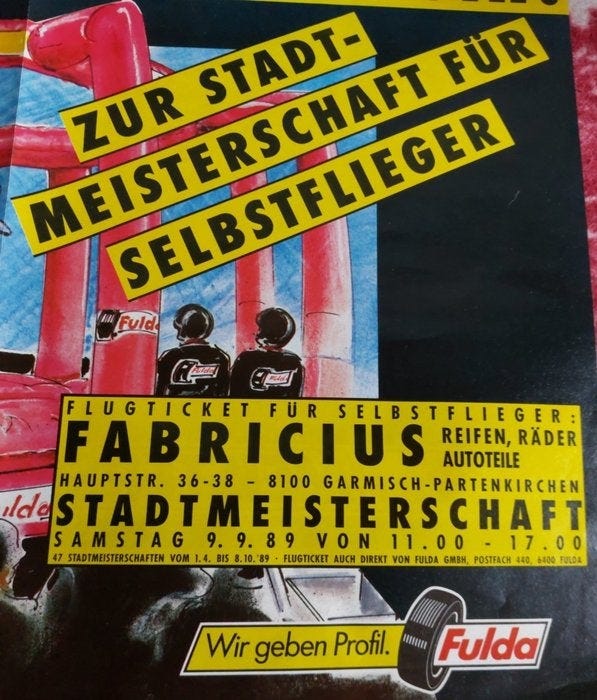 ZUR STADT-
MEISTERSCHAFT FÜR
SELBSTFLIEGER
Fulda
Fulda
Fulda
FLUGTICKET FÜR SELBSTFLIEGER:
FABRICIUS REIFEN, RÄDER
AUTOTEILE
HAUPTSTR. 36-38 – 8100 GARMISCH-PARTENKIRCHEN
STADTMEISTERSCHAFT
SAMSTAG 9.9.89 VON 11.00 - 17.00
47 STADTMEISTERSCHAFTEN VOM 1.4. BIS 8.10.'89 · FLUGTICKET AUCH DIREKT VON FULDA GMBH, POSTFACH 440, 6400 FULDA
Wir geben Profil. Fulda